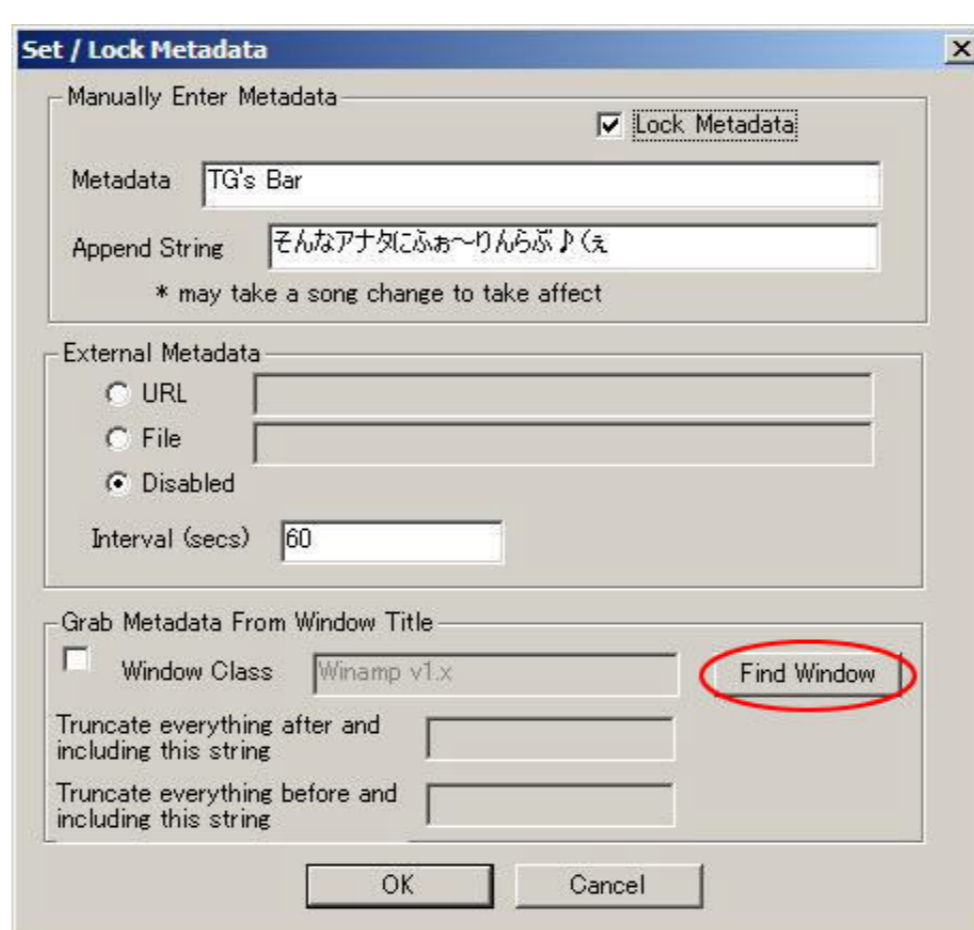 Set / Lock Metadata
Manually Enter Metadata
Lock Metadata
Metadata TG's Bar
Append String そんなアナタにふぉ～りんらぶ♪(ぇ
* may take a song change to take affect
External Metadata
URL
File
Disabled
Interval (secs) 60
Grab Metadata From Window Title
Window Class Winamp v1.x Find Window
Truncate everything after and
including this string
Truncate everything before and
including this string
OK Cancel